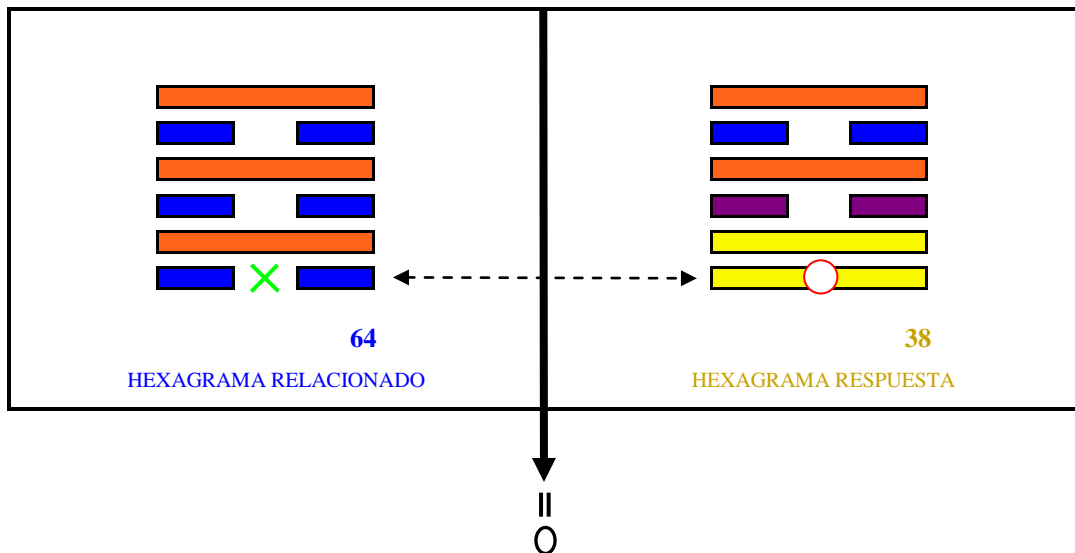 64
HEXAGRAMA RELACIONADO
38
HEXAGRAMA RESPUESTA
=
O